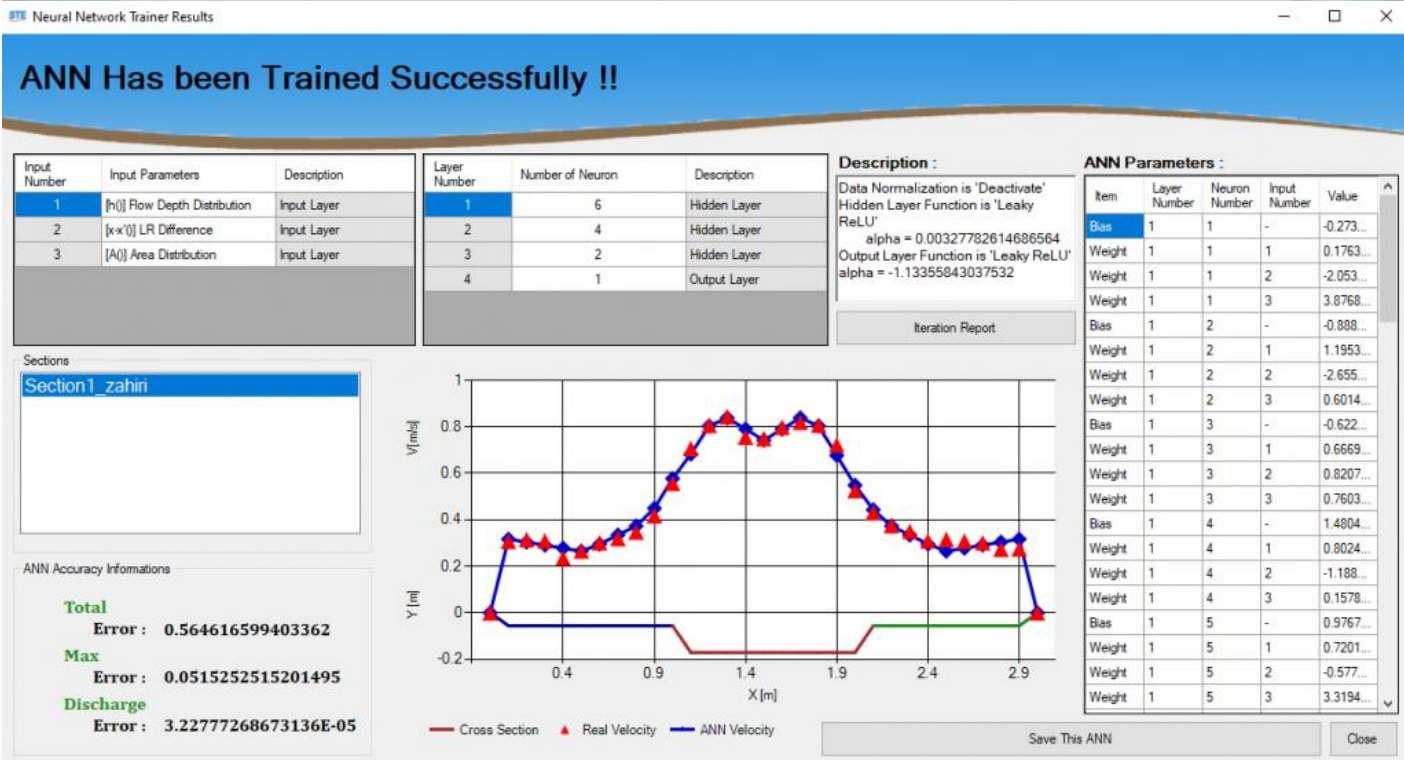 STE Neural Network Trainer Results
ANN Has been Trained Successfully !!
Input Number Input Parameters Description
1 [h()] Flow Depth Distribution Input Layer
2 [x-x'()] LR Difference Input Layer
3 [A()] Area Distribution Input Layer
Layer Number Number of Neuron Description
1 6 Hidden Layer
2 4 Hidden Layer
3 2 Hidden Layer
4 1 Output Layer
Description :
Data Normalization is 'Deactivate'
Hidden Layer Function is 'Leaky
ReLU'
alpha = 0.00327782614686564
Output Layer Function is 'Leaky ReLU'
alpha = -1.13355843037532
Iteration Report
ANN Parameters :
Item Layer Number Neuron Number Input Number Value
Bias 1 1 - -0.273...
Weight 1 1 1 0.1763...
Weight 1 1 2 -2.053...
Weight 1 1 3 3.8768...
Bias 1 2 - -0.888...
Weight 1 2 1 1.1953...
Weight 1 2 2 -2.655...
Weight 1 2 3 0.6014...
Bias 1 3 - -0.622...
Weight 1 3 1 0.6669...
Weight 1 3 2 0.8207...
Weight 1 3 3 0.7603...
Bias 1 4 - 1.4804...
Weight 1 4 1 0.8024...
Weight 1 4 2 -1.188...
Weight 1 4 3 0.1578...
Bias 1 5 - 0.9767...
Weight 1 5 1 0.7201...
Weight 1 5 2 -0.577...
Weight 1 5 3 3.3194...
Sections
Section1_zahiri
ANN Accuracy Informations
Total
Error : 0.564616599403362
Max
Error : 0.0515252515201495
Discharge
Error : 3.22777268673136E-05
V[m/s]
Y [m]
1
0.8
0.6
0.4
0.2
0
-0.2
0.4 0.9 1.4 1.9 2.4 2.9
X [m]
Cross Section Real Velocity ANN Velocity
Save This ANN
Close